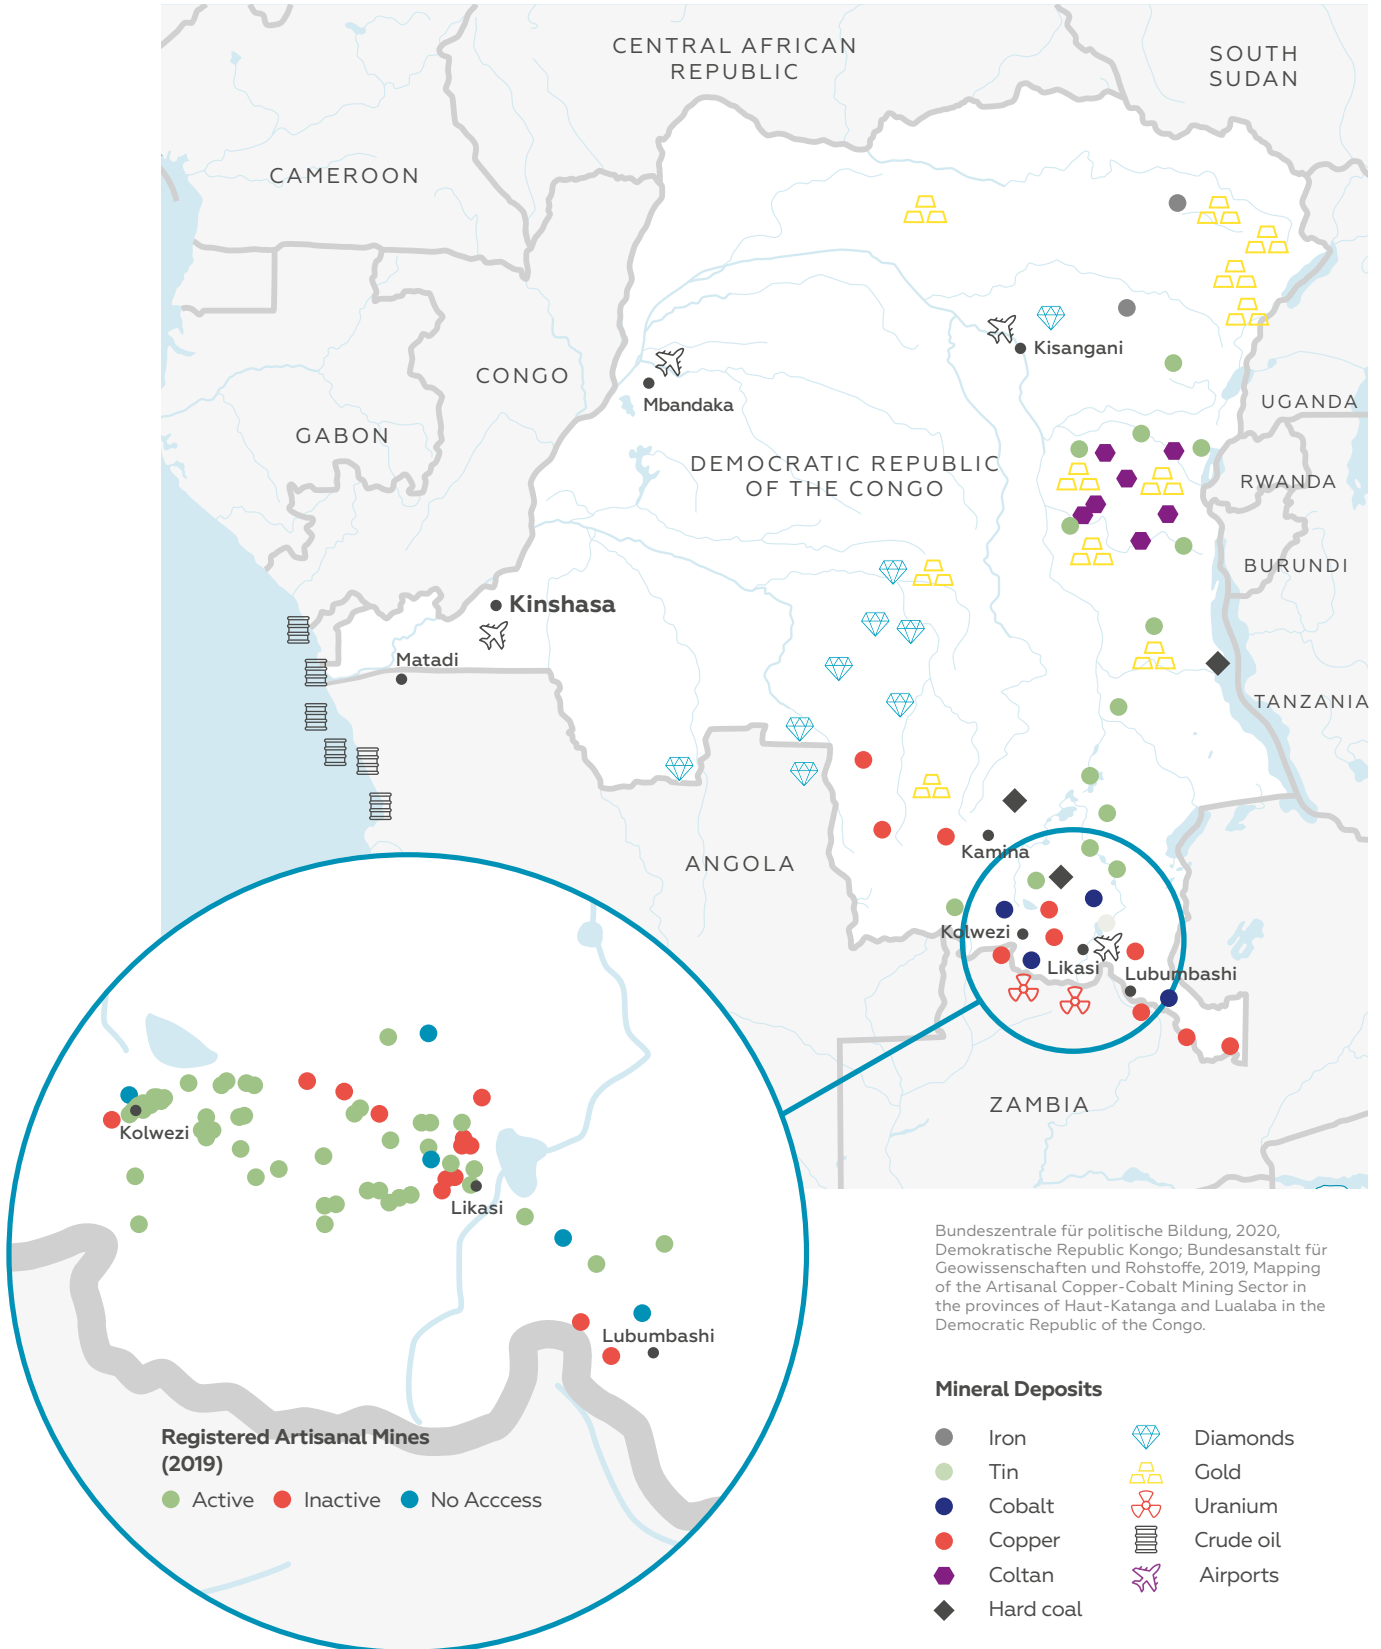 CENTRAL AFRICAN
REPUBLIC
SOUTH
SUDAN
CAMEROON
CONGO
GABON
Mbandaka
Kisangani
UGANDA
DEMOCRATIC REPUBLIC
OF THE CONGO
RWANDA
BURUNDI
Kinshasa
Matadi
TANZANIA
ANGOLA
Kamina
Kolwezi
Likasi
Lubumbashi
ZAMBIA
Kolwezi
Likasi
Lubumbashi
Registered Artisanal Mines
(2019)
Active
Inactive
No Acccess
Bundeszentrale für politische Bildung, 2020,
Demokratische Republic Kongo; Bundesanstalt für
Geowissenschaften und Rohstoffe, 2019, Mapping
of the Artisanal Copper-Cobalt Mining Sector in
the provinces of Haut-Katanga and Lualaba in the
Democratic Republic of the Congo.
Mineral Deposits
Iron
Tin
Cobalt
Copper
Coltan
Hard coal
Diamonds
Gold
Uranium
Crude oil
Airports